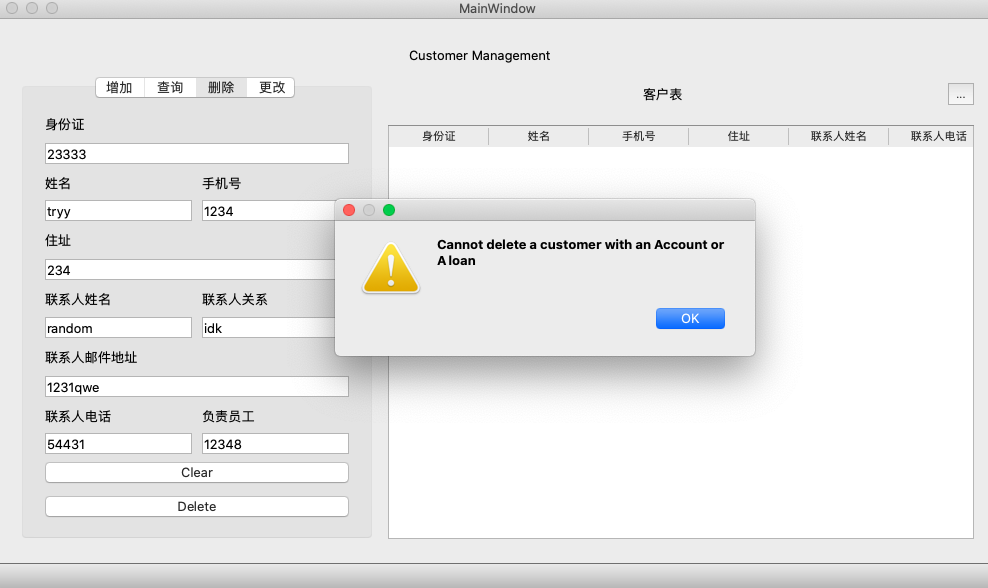 MainWindow
Customer Management
增加 查询 删除 更改
客户表
...
身份证
23333
姓名 手机号
tryy 1234
住址
234
联系人姓名 联系人关系
random idk
联系人邮件地址
1231qwe
联系人电话 负责员工
54431 12348
Clear
Delete
身份证 姓名 手机号 住址 联系人姓名 联系人电话
Cannot delete a customer with an Account or
A loan
OK